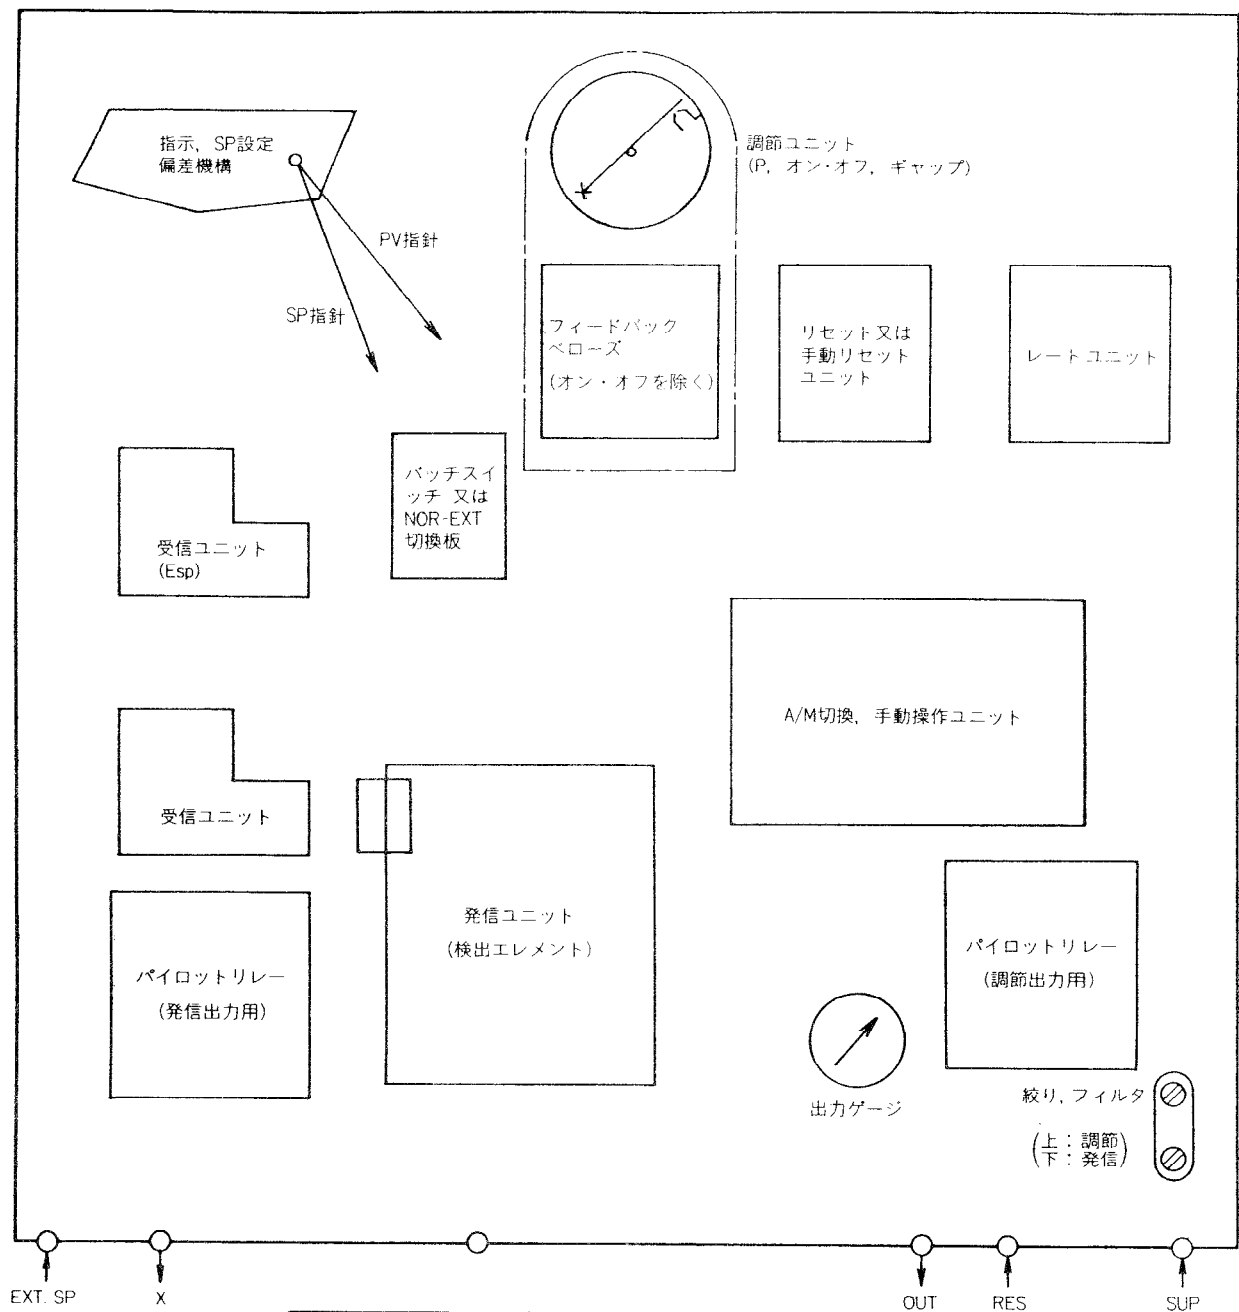 指示, SP設定
偏差機構
PV指針
SP指針
調節ユニット
(P, オン・オフ, ギャップ)
フィードバック
ベローズ
(オン・オフを除く)
リセット又は
手動リセット
ユニット
レートユニット
受信ユニット
(Esp)
バッチスイ
ッチ 又は
NOR-EXT
切換板
A/M切換, 手動操作ユニット
受信ユニット
発信ユニット
(検出エレメント)
パイロットリレー
(発信出力用)
パイロットリレー
(調節出力用)
出力ゲージ
絞り, フィルタ
(上：調節
下：発信)
EXT. SP
X
OUT
RES
SUP